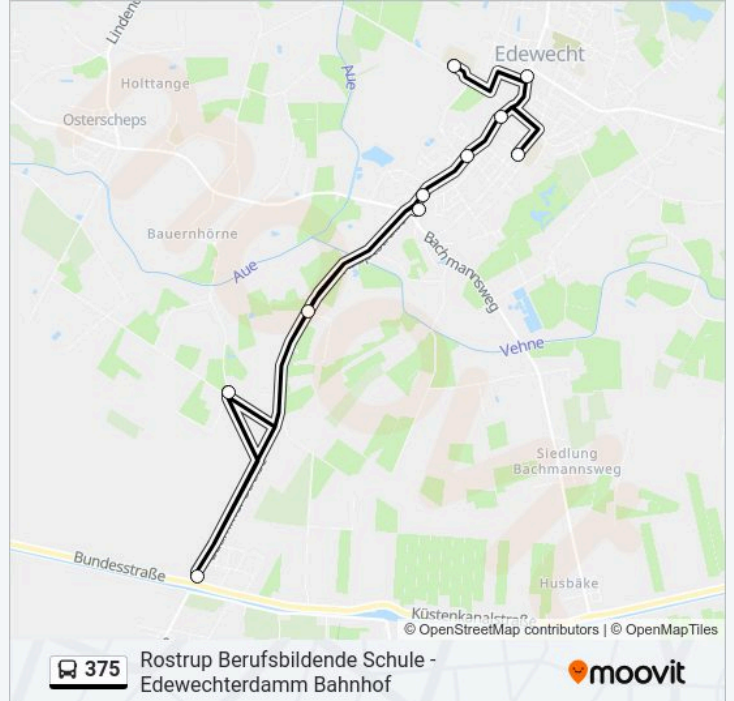 Lindend
Aue
Edewecht
Holttange
Osterscheps
Bauernhörne
Aue
Bachmannsweg
Vehne
Siedlung
Bachmannsweg
Bundesstraße
Husbäke
Küstenkanalstraße
© OpenStreetMap contributors | © OpenMapTiles
375
Rostrup Berufsbildende Schule -
Edewechterdamm Bahnhof
moovit